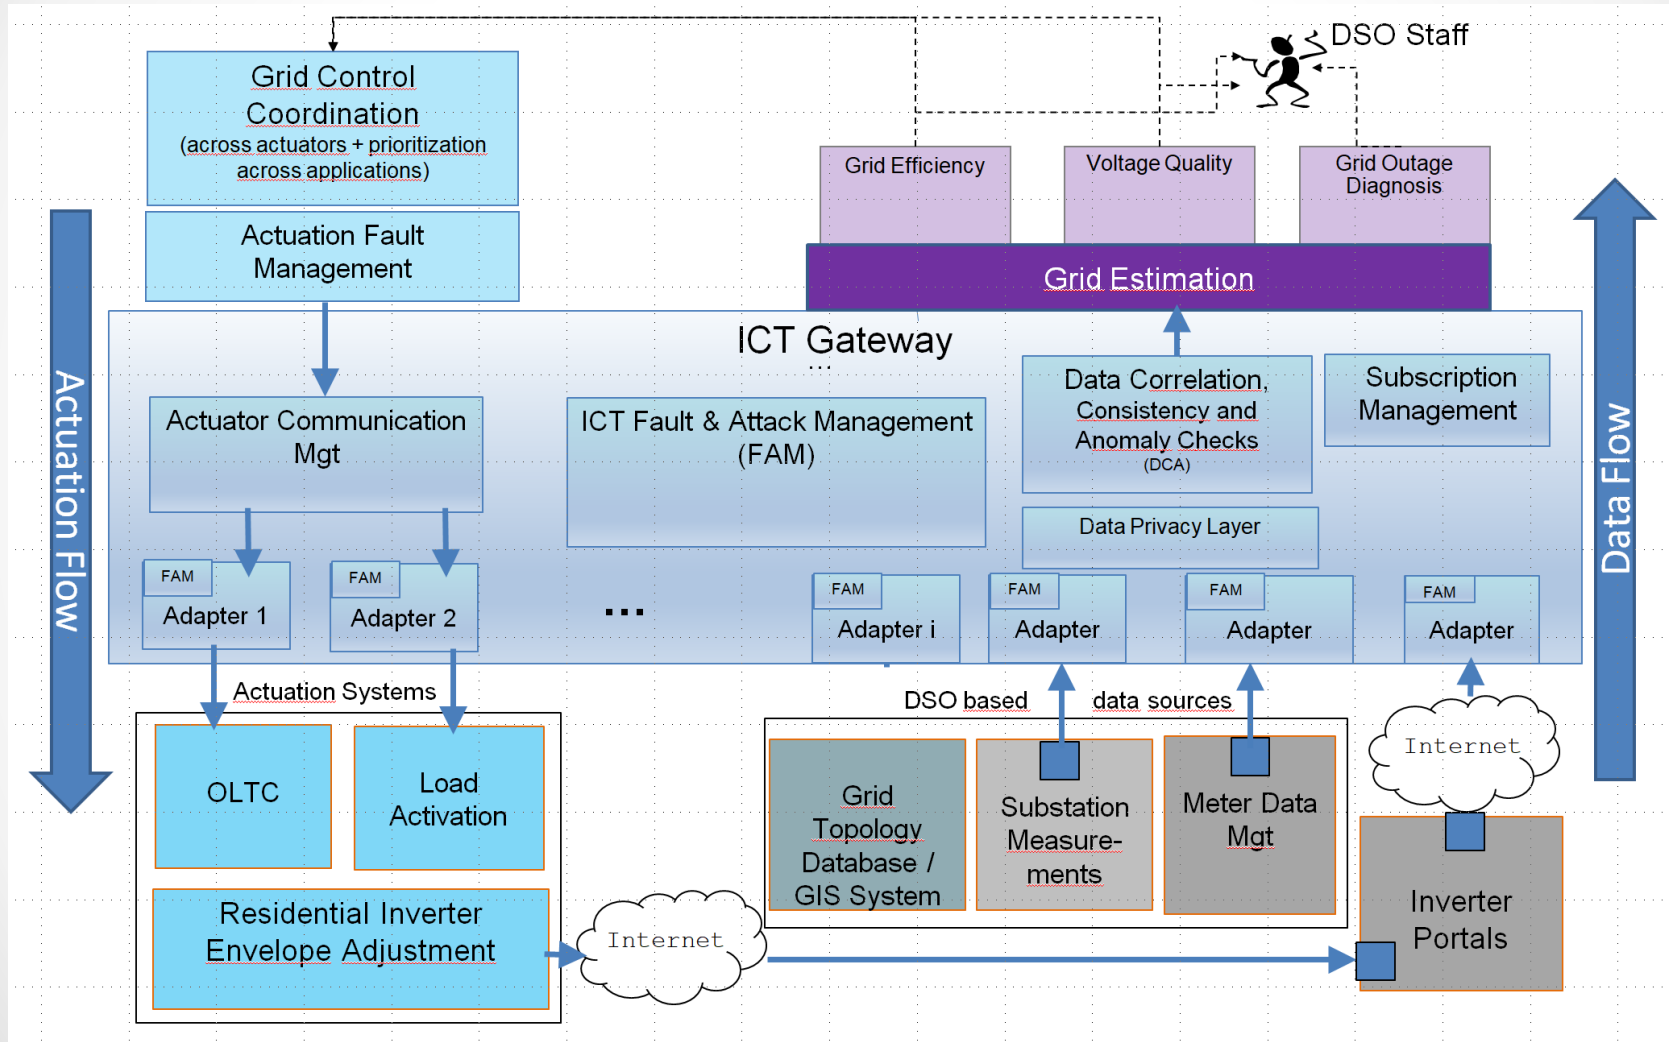 DSO Staff
Grid Control
Coordination
(across actuators + prioritization
across applications)
Grid Efficiency
Voltage Quality
Grid Outage
Diagnosis
Actuation Fault
Management
Grid Estimation
Actuation Flow
Data Flow
ICT Gateway
...
Actuator Communication
Mgt
ICT Fault & Attack Management
(FAM)
Data Correlation,
Consistency and
Anomaly Checks
(DCA)
Subscription
Management
Data Privacy Layer
FAM
Adapter 1
FAM
Adapter 2
...
FAM
Adapter i
FAM
Adapter
FAM
Adapter
FAM
Adapter
Actuation Systems
DSO based data sources
OLTC
Load
Activation
Residential Inverter
Envelope Adjustment
Internet
Grid
Topology
Database /
GIS System
Substation
Measure-
ments
Meter Data
Mgt
Internet
Inverter
Portals